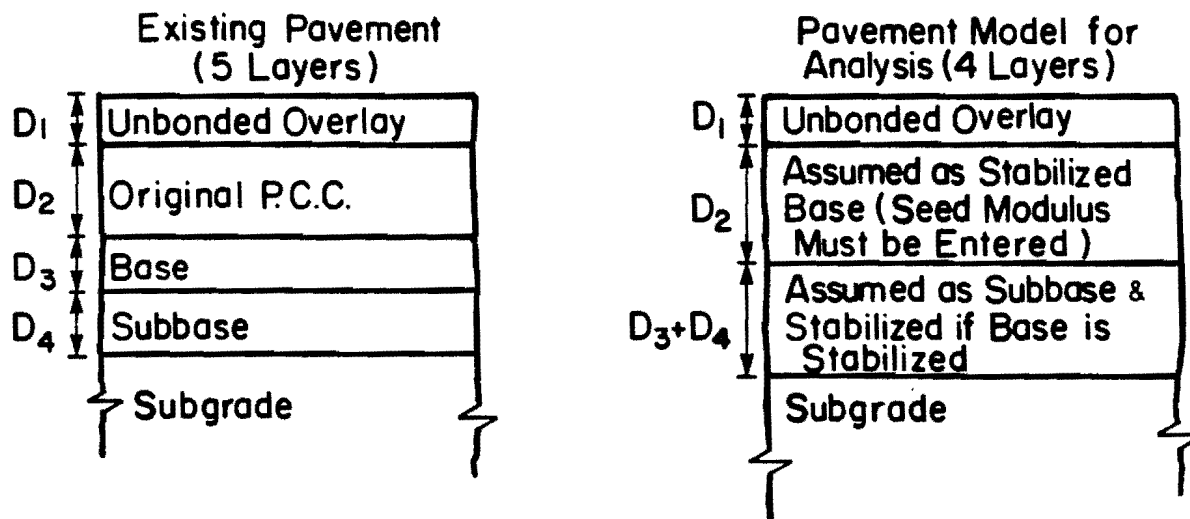 Existing Pavement
(5 Layers)
D1
Unbonded Overlay
D2
Original P.C.C.
D3
Base
D4
Subbase
Subgrade
Pavement Model for
Analysis (4 Layers)
D1
Unbonded Overlay
D2
Assumed as Stabilized
Base (Seed Modulus
Must be Entered)
D3+D4
Assumed as Subbase &
Stabilized if Base is
Stabilized
Subgrade